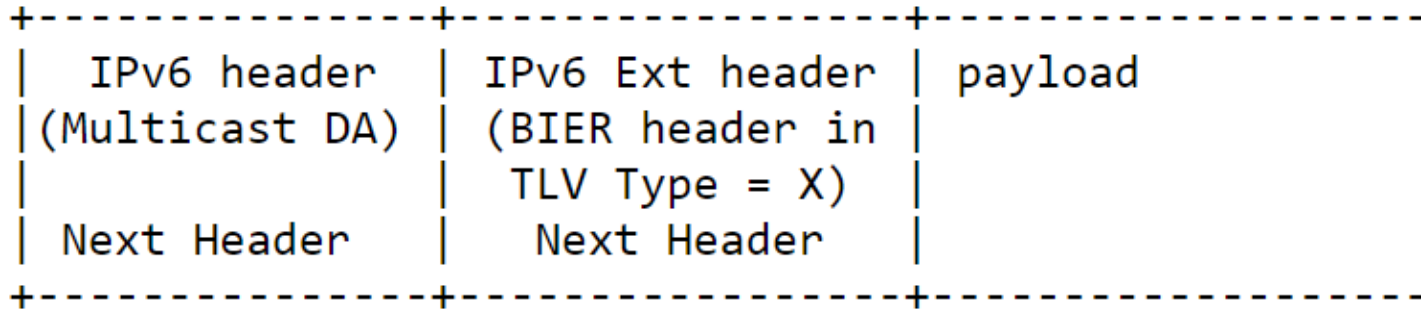 +---------------+-----------------+-------------------
|  IPv6 header  | IPv6 Ext header | payload
|(Multicast DA) | (BIER header in |
|               |  TLV Type = X)  |
| Next Header   |   Next Header   |
+---------------+-----------------+-------------------